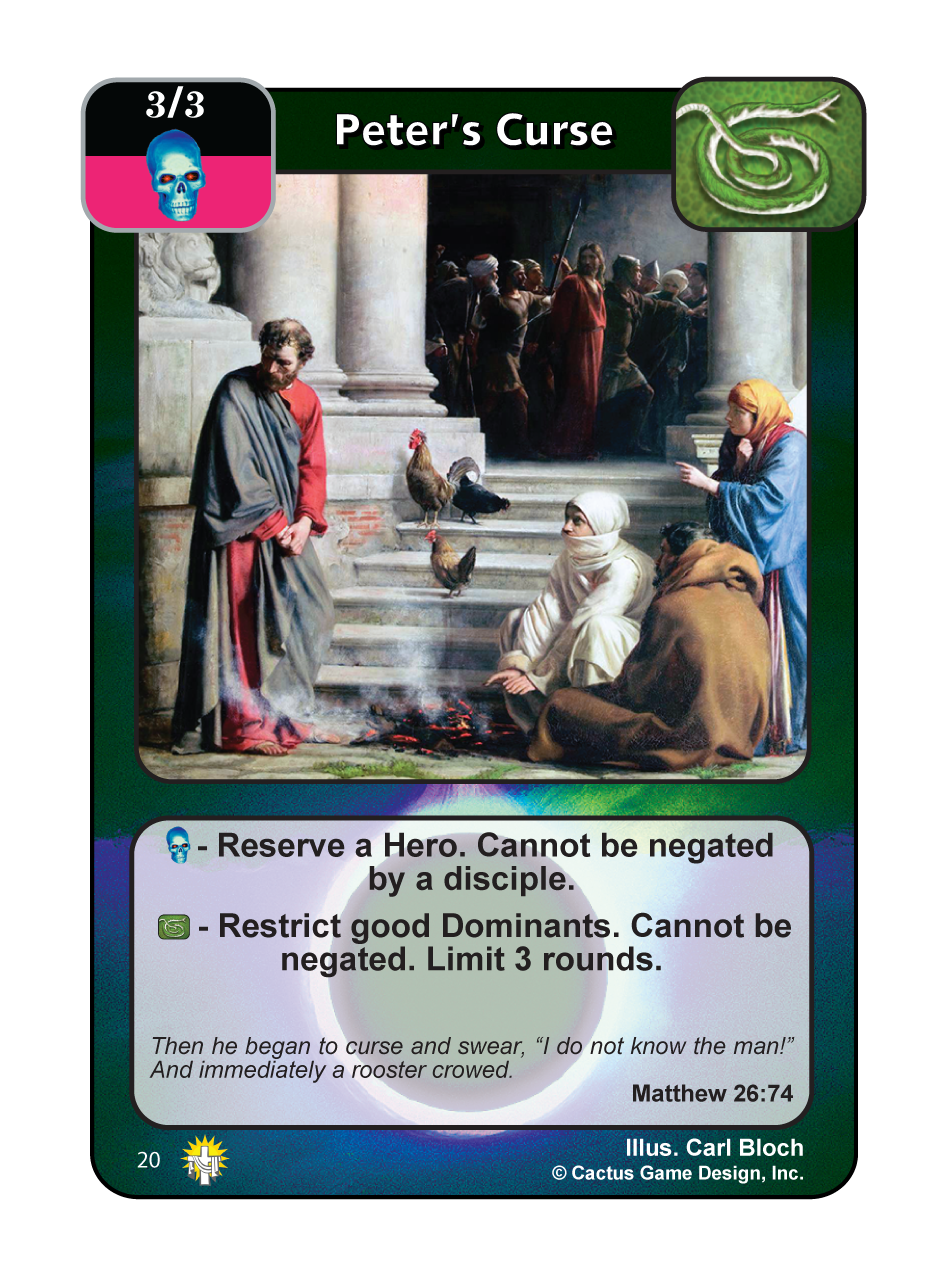 3/3
Peter's Curse
- Reserve a Hero. Cannot be negated
by a disciple.
- Restrict good Dominants. Cannot be
negated. Limit 3 rounds.
Then he began to curse and swear, “I do not know the man!”
And immediately a rooster crowed.
Matthew 26:74
20
Illus. Carl Bloch
© Cactus Game Design, Inc.